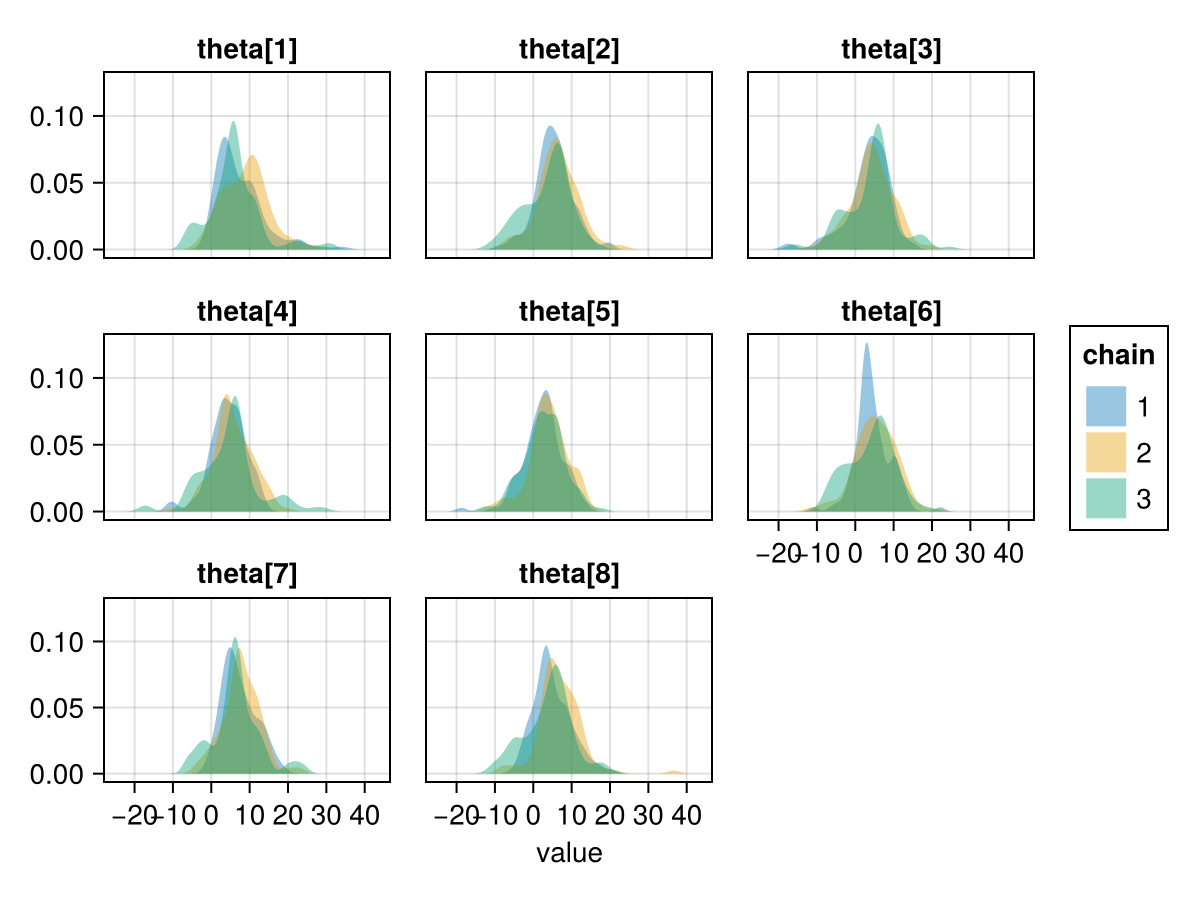 theta[1] theta[2] theta[3]
0.10
0.05
0.00
theta[4] theta[5] theta[6]
0.10
0.05
0.00
−20 −10 0 10 20 30 40
chain
1
2
3
theta[7] theta[8]
0.10
0.05
0.00
−20 −10 0 10 20 30 40 −20 −10 0 10 20 30 40
value